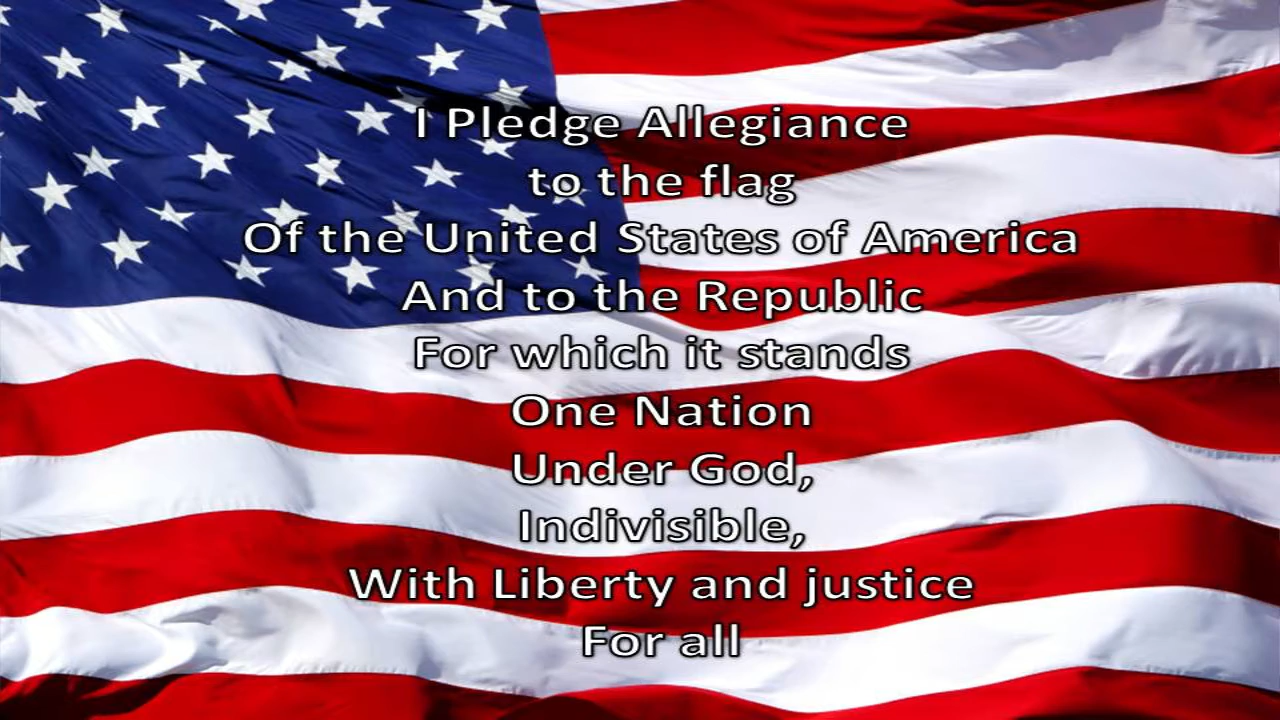 I Pledge Allegiance
to the flag
Of the United States of America
And to the Republic
For which it stands
One Nation
Under God,
Indivisible,
With Liberty and justice
For all